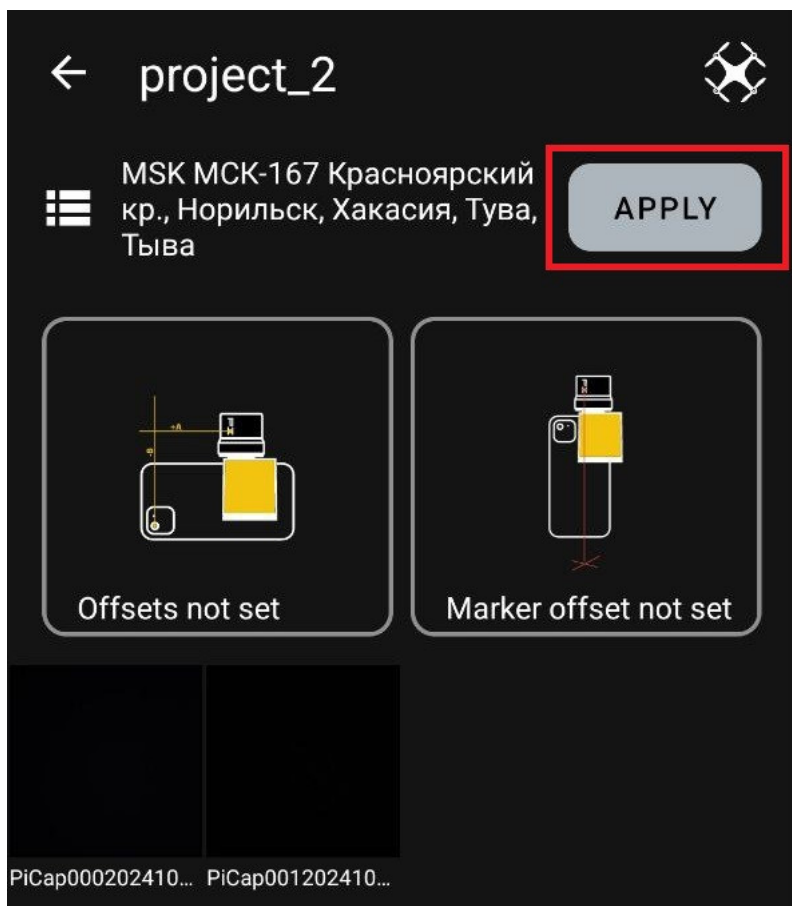 project_2
MSK МСК-167 Красноярский
кр., Норильск, Хакасия, Тува,
Тыва
APPLY
Offsets not set
Marker offset not set
PiCap000202410...
PiCap001202410...